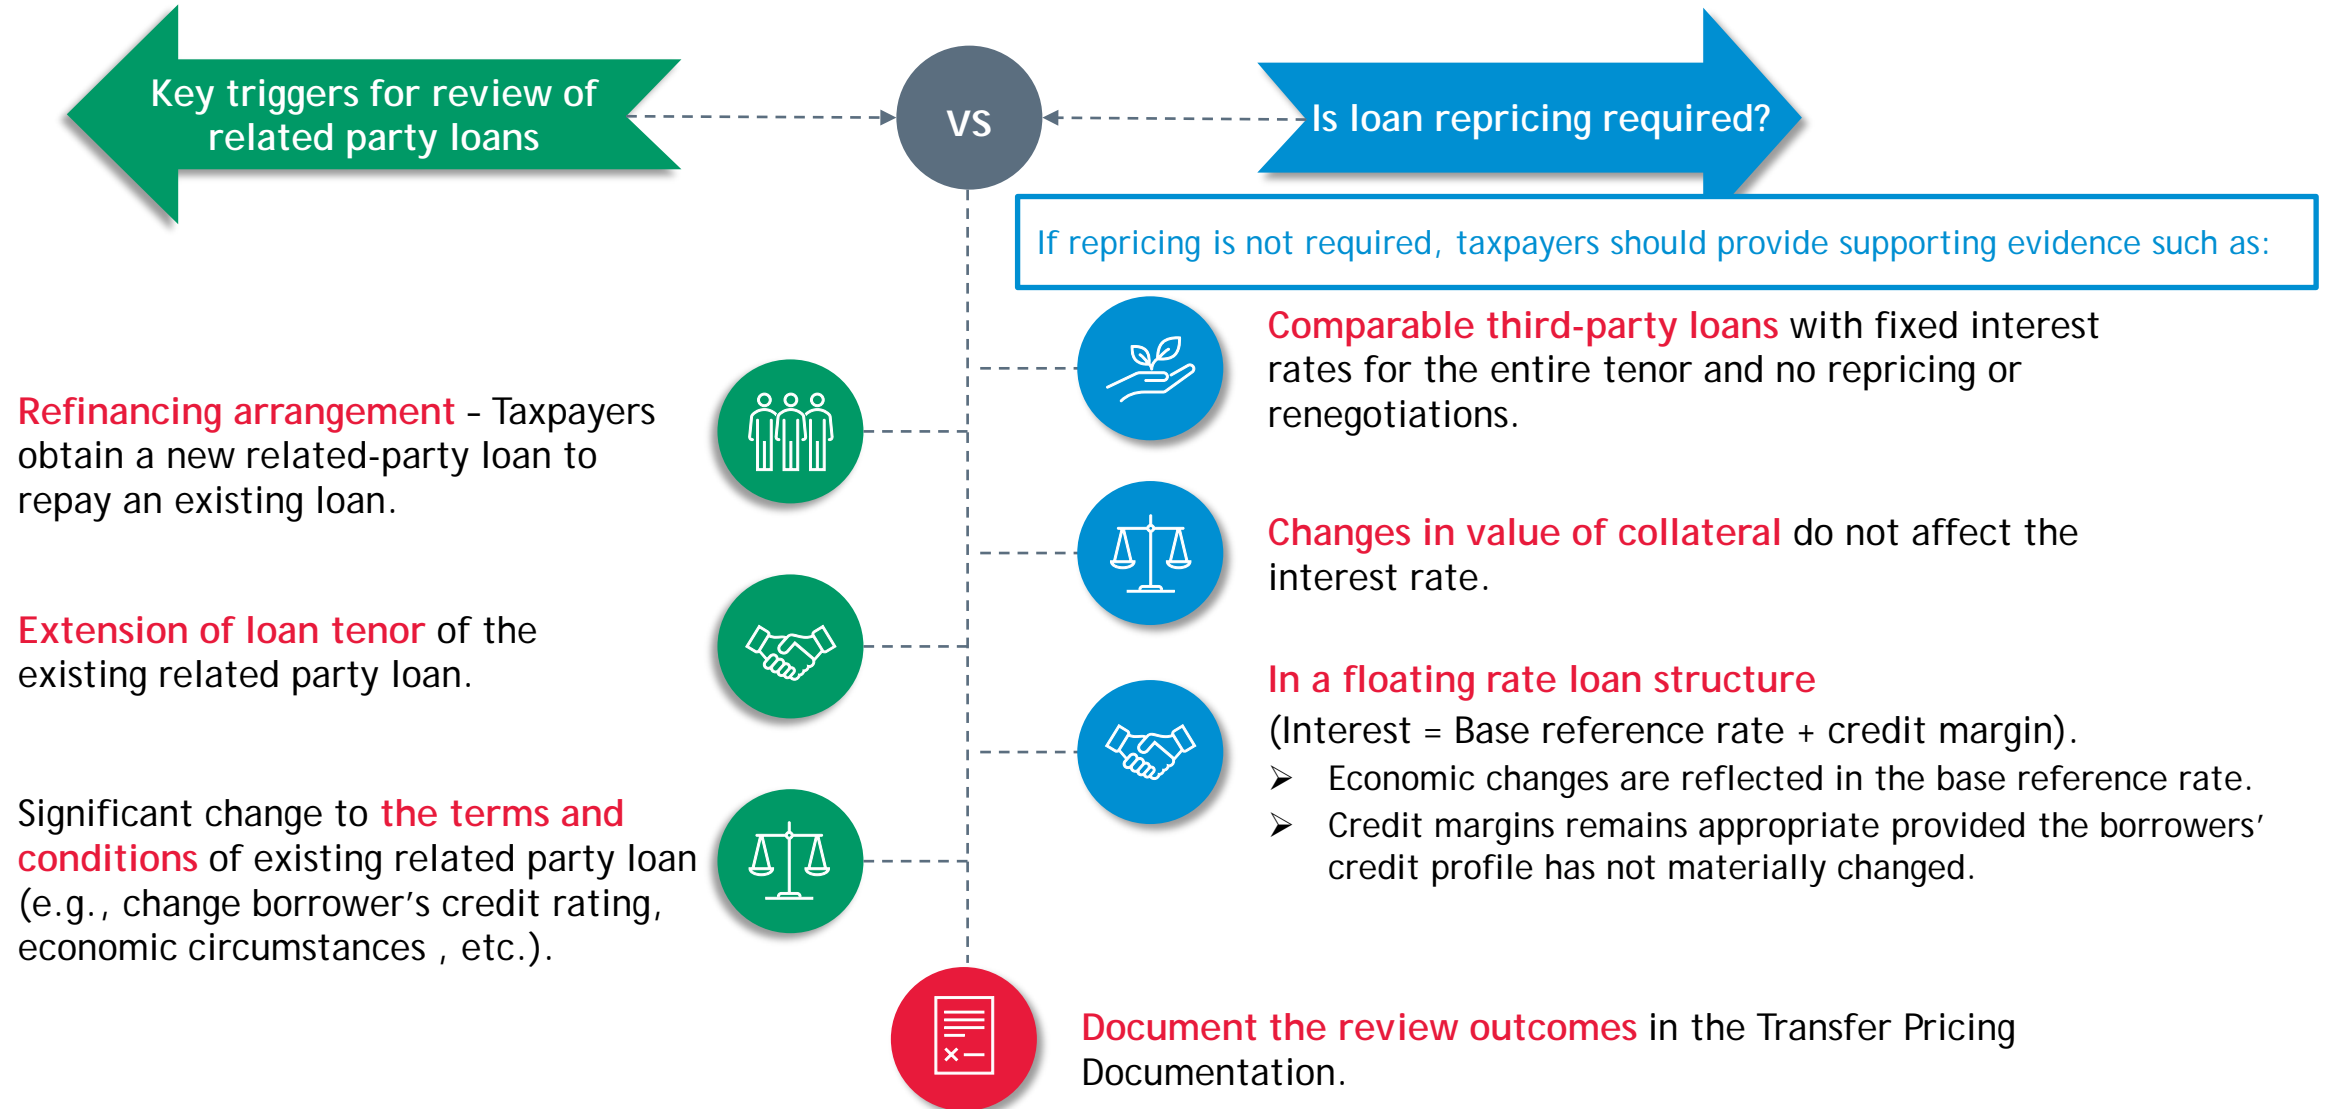 Key triggers for review of
related party loans
VS
Is loan repricing required?
If repricing is not required, taxpayers should provide supporting evidence such as:
Refinancing arrangement – Taxpayers
obtain a new related-party loan to
repay an existing loan.
Extension of loan tenor of the
existing related party loan.
Significant change to the terms and
conditions of existing related party loan
(e.g., change borrower's credit rating,
economic circumstances , etc.).
Comparable third-party loans with fixed interest
rates for the entire tenor and no repricing or
renegotiations.
Changes in value of collateral do not affect the
interest rate.
In a floating rate loan structure
(Interest = Base reference rate + credit margin).
➢ Economic changes are reflected in the base reference rate.
➢ Credit margins remains appropriate provided the borrowers'
credit profile has not materially changed.
Document the review outcomes in the Transfer Pricing
Documentation.